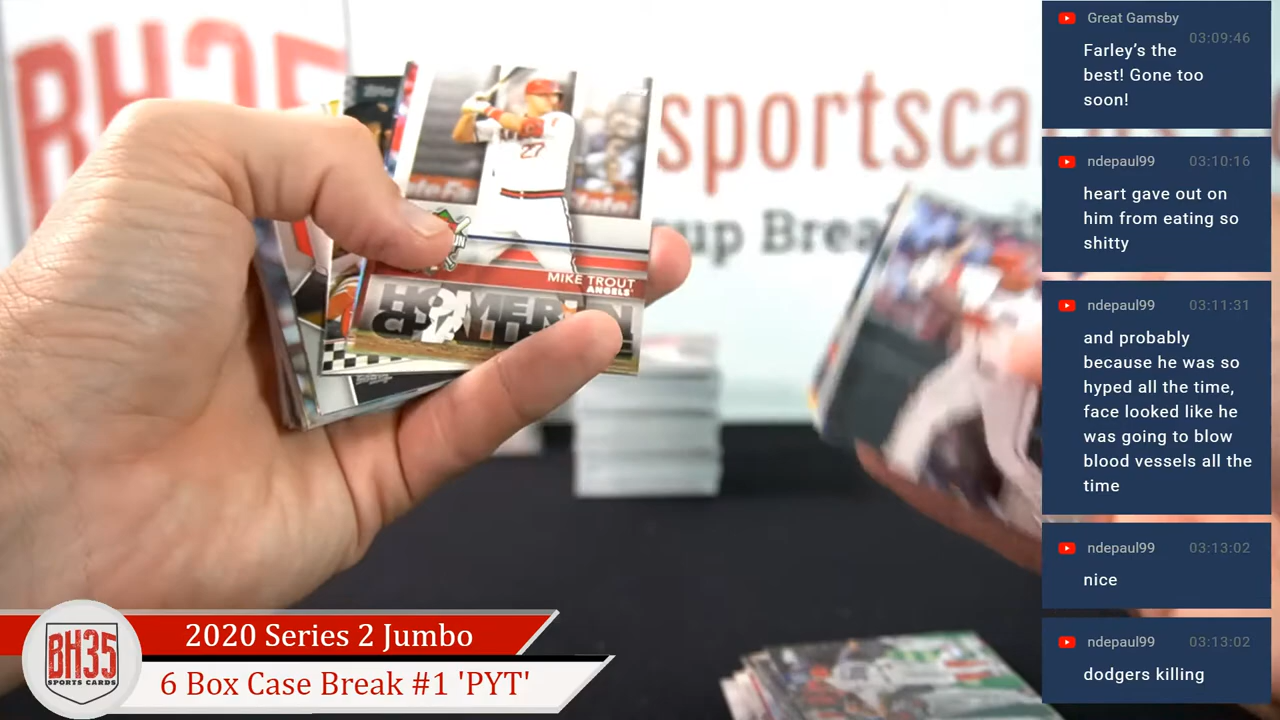 BH35
sportsca
up Brea
27
MIKE TROUT
ANGELS
HOMERUN
Great Gamsby
03:09:46
Farley's the
best! Gone too
soon!
ndepaul99 03:10:16
heart gave out on
him from eating so
shitty
ndepaul99 03:11:31
and probably
because he was so
hyped all the time,
face looked like he
was going to blow
blood vessels all the
time
ndepaul99 03:13:02
nice
ndepaul99 03:13:02
dodgers killing
BH35
SPORTS CARDS
2020 Series 2 Jumbo
6 Box Case Break #1 'PYT'